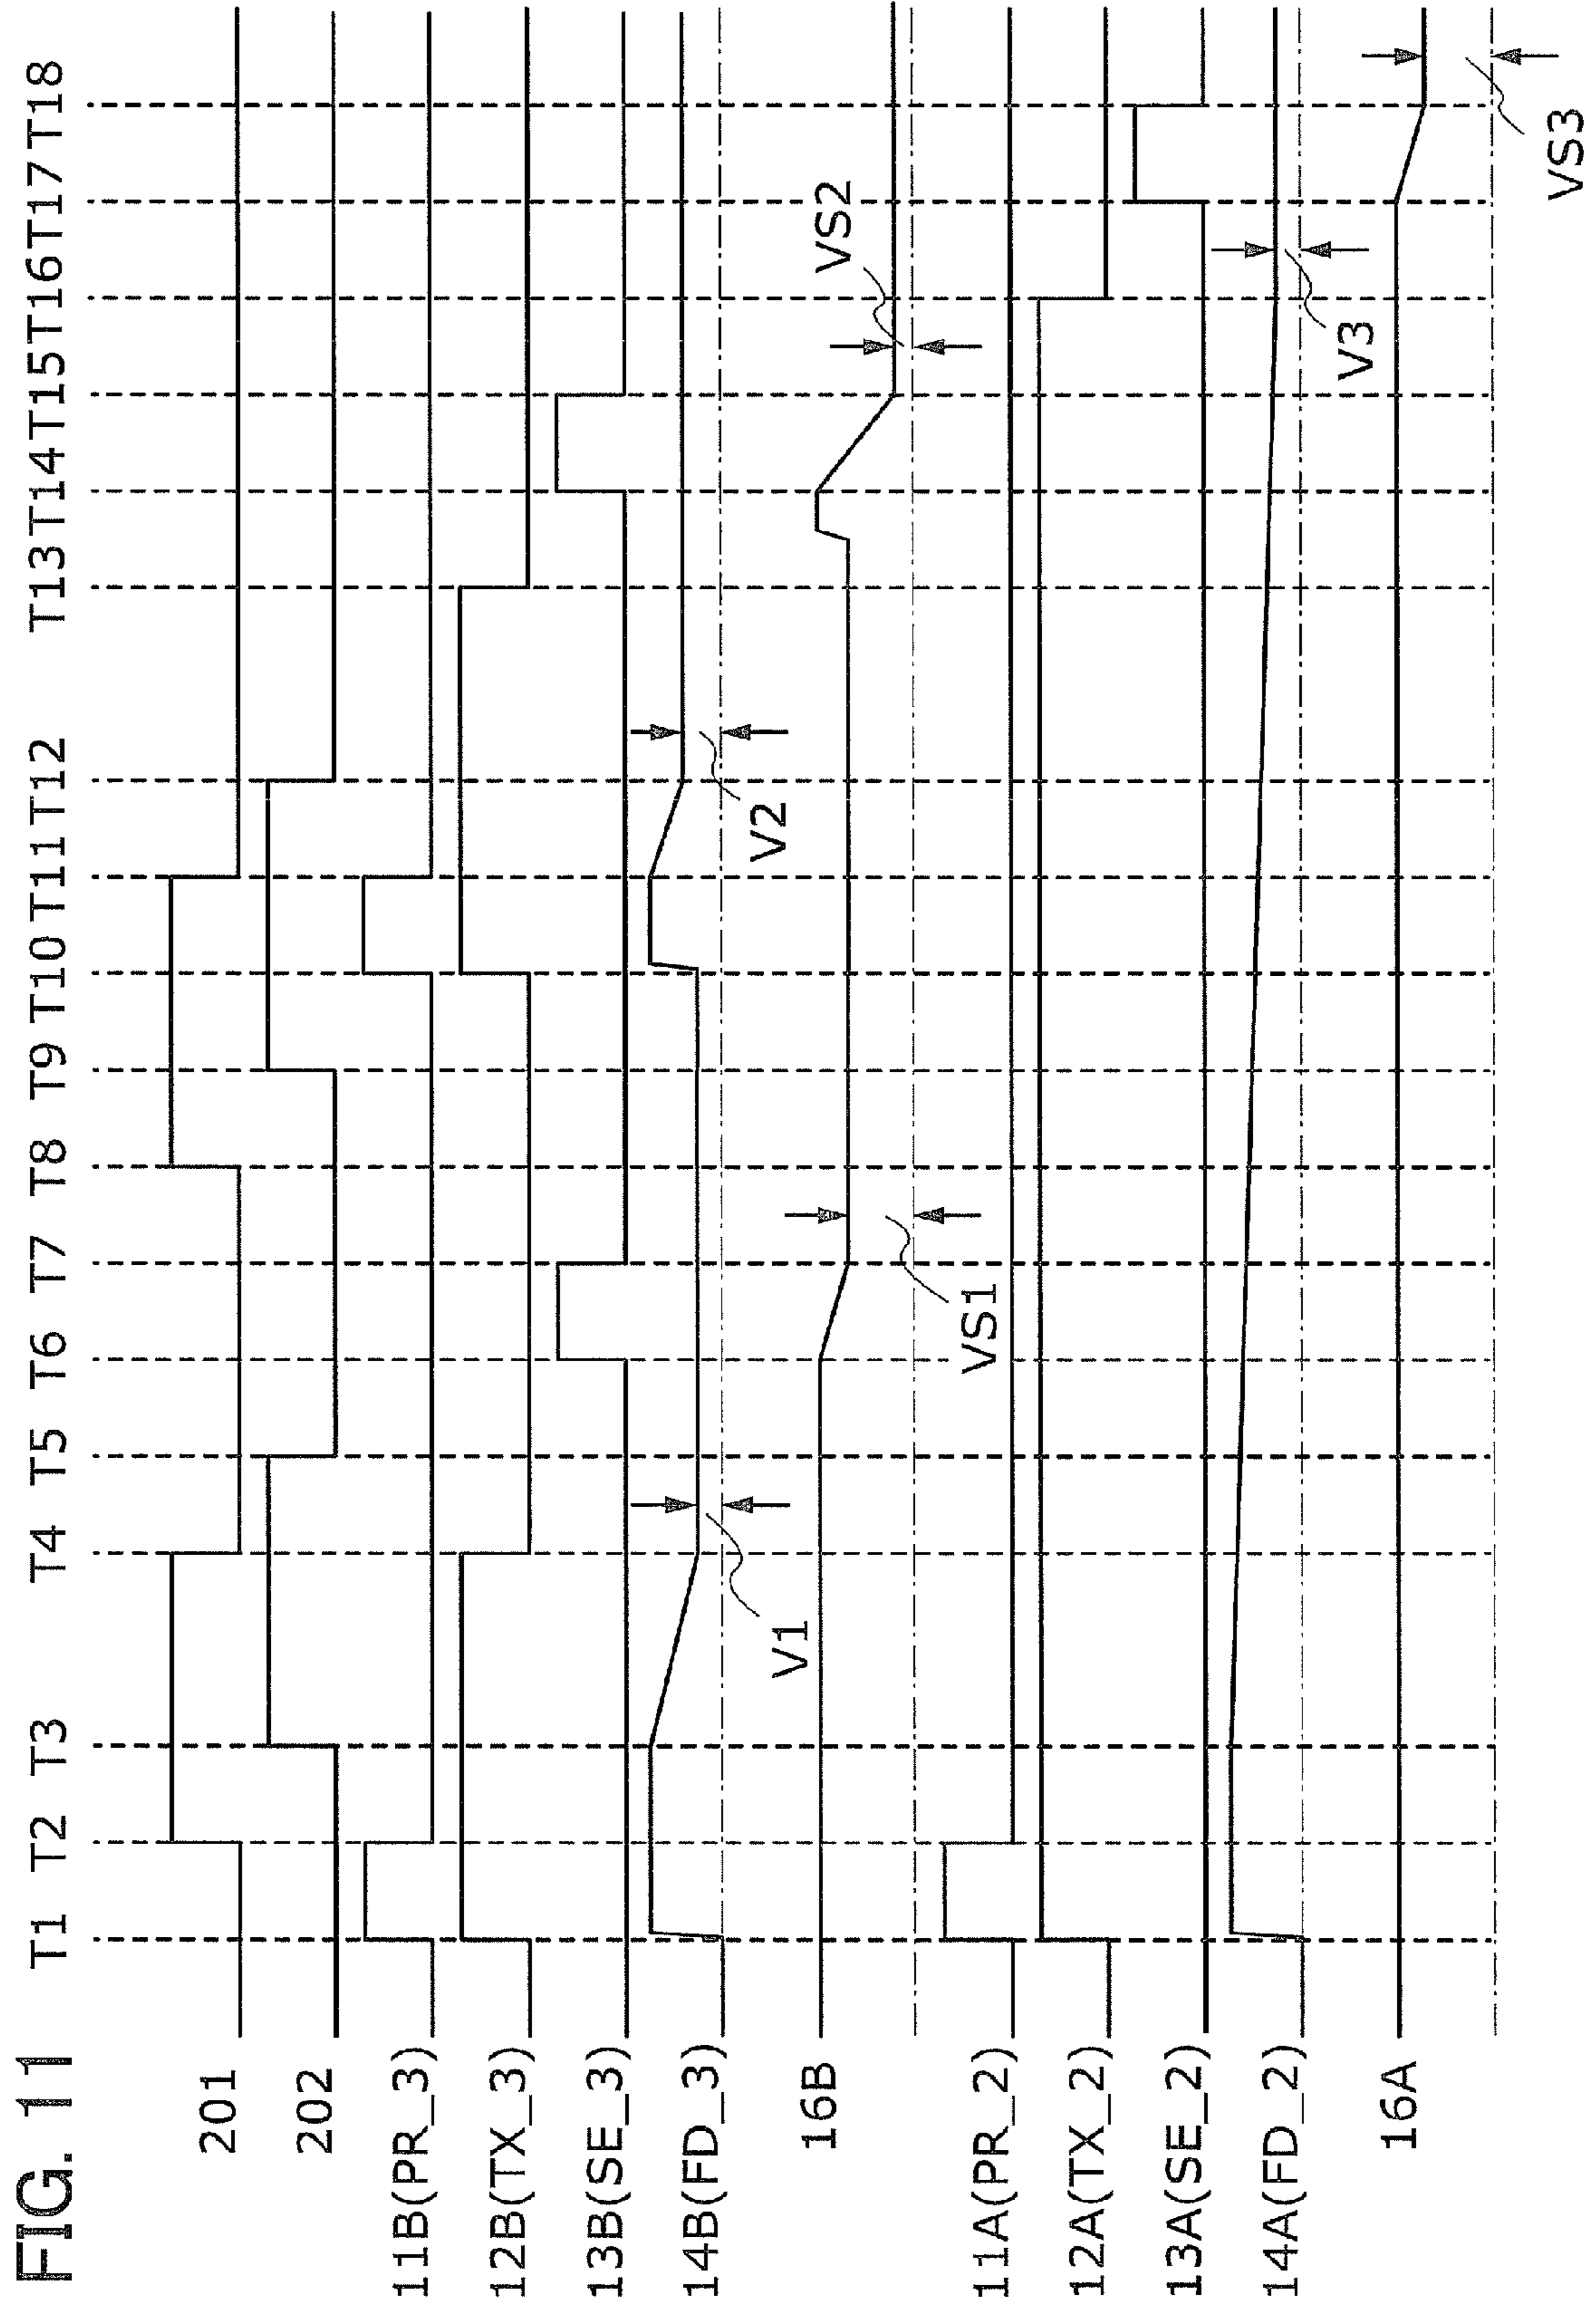 FIG. 11
T1 T2 T3 T4 T5 T6 T7 T8 T9 T10 T11 T12 T13 T14 T15 T16 T17 T18
201
202
11B(PR_3)
12B(TX_3)
13B(SE_3)
14B(FD_3)
V1
V2
16B
VS1
VS2
11A(PR_2)
12A(TX_2)
13A(SE_2)
14A(FD_2)
V3
16A
VS3